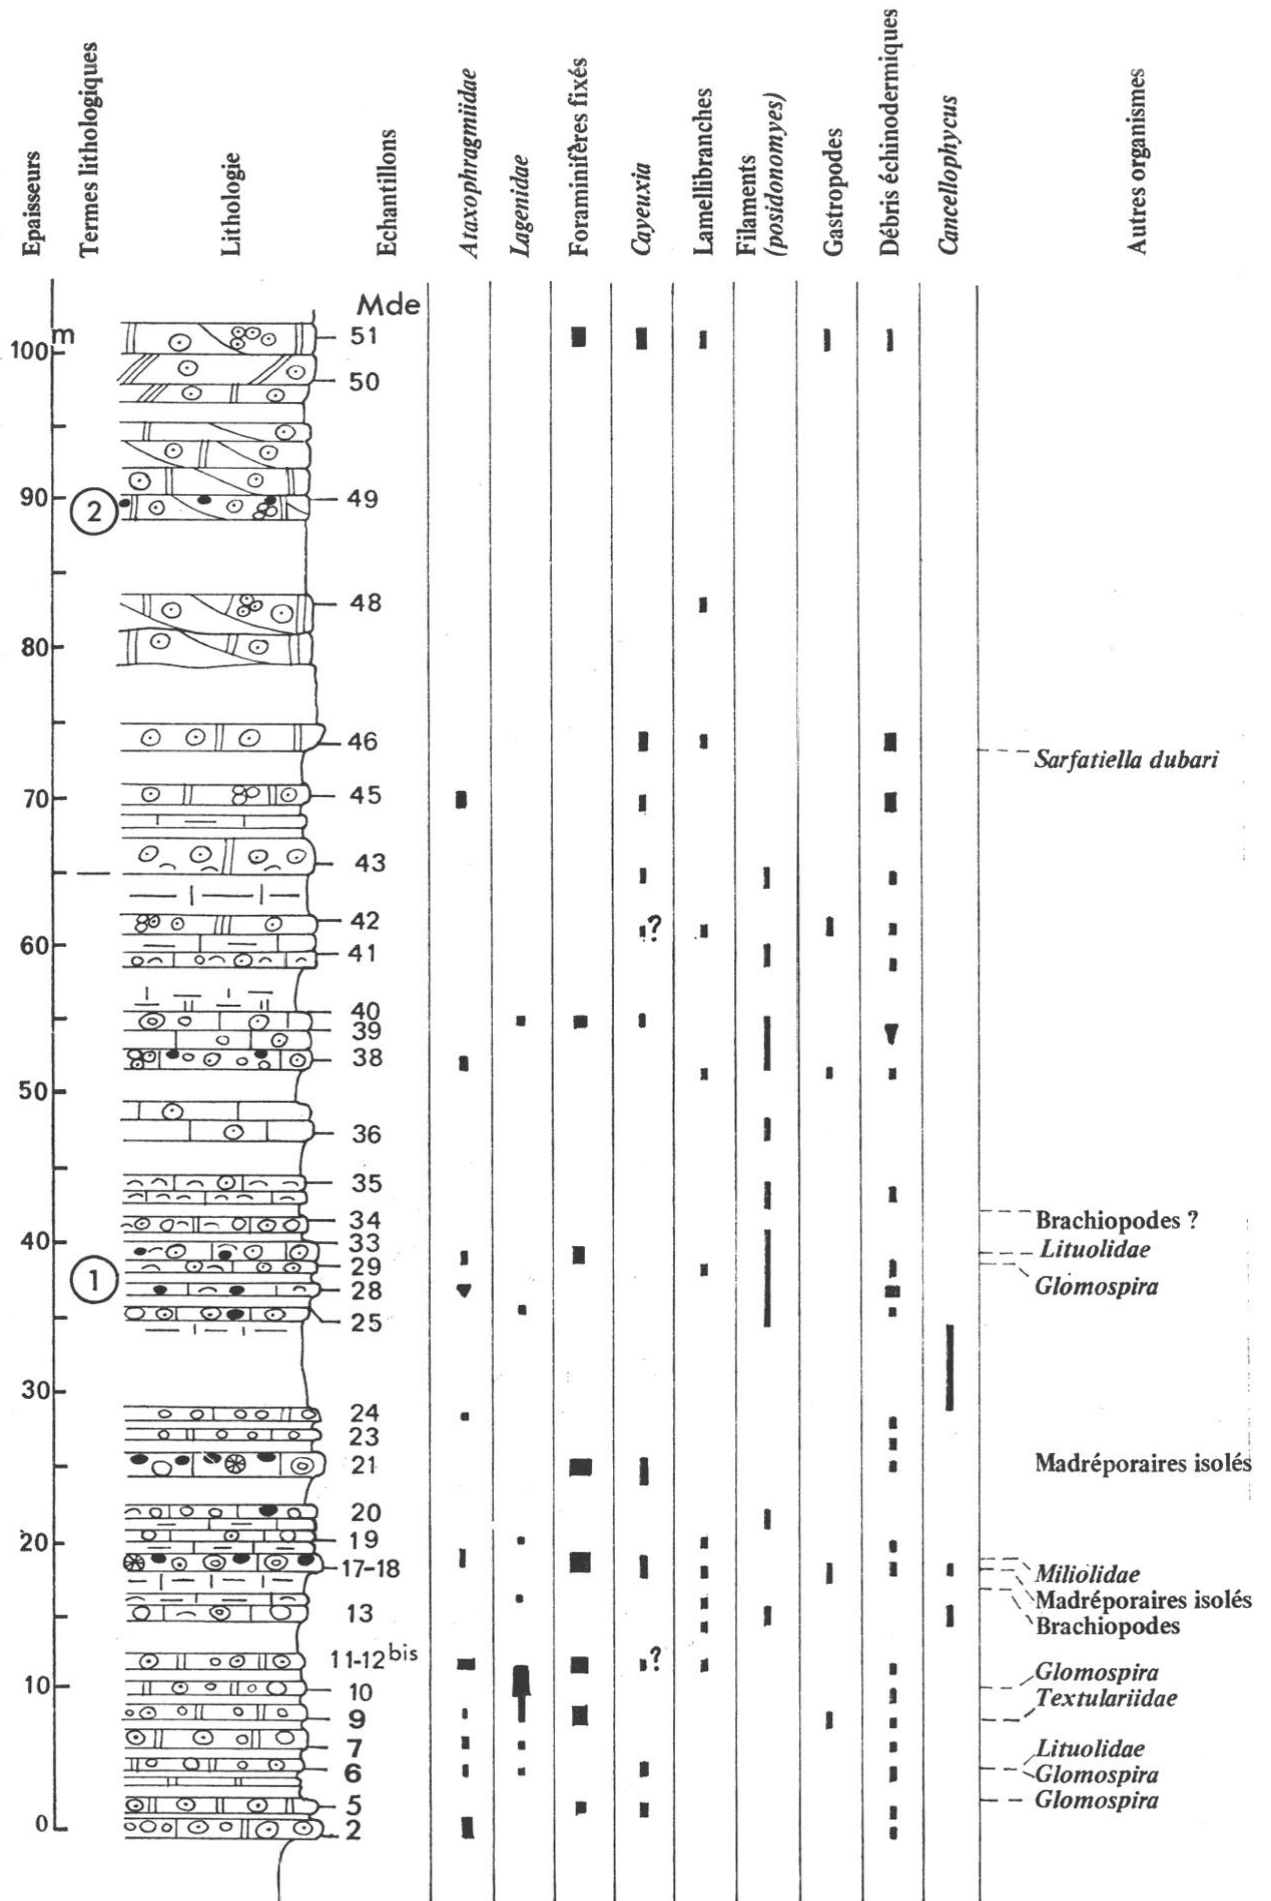 Epaisseurs
Termes lithologiques
Lithologie
Echantillons
Ataxophragmiidae
Lagenidae
Foraminifères fixés
Cayeuxia
Lamellibranches
Filaments
(posidonomyes)
Gastropodes
Débris échinodermiques
Cancellophycus
Autres organismes
Mde
m
51
100
50
90
49
2
48
80
46
Sarfatiella dubari
70
45
43
42
?
60
41
40
39
38
50
36
35
34
Brachiopodes ?
40
33
Lituolidae
29
1
28
Glomospira
25
30
24
23
21
Madréporaires isolés
20
20
19
17-18
Miliolidae
Madréporaires isolés
13
Brachiopodes
11-12 bis
?
Glomospira
10
10
Textulariidae
9
7
Lituolidae
6
Glomospira
5
Glomospira
0
2